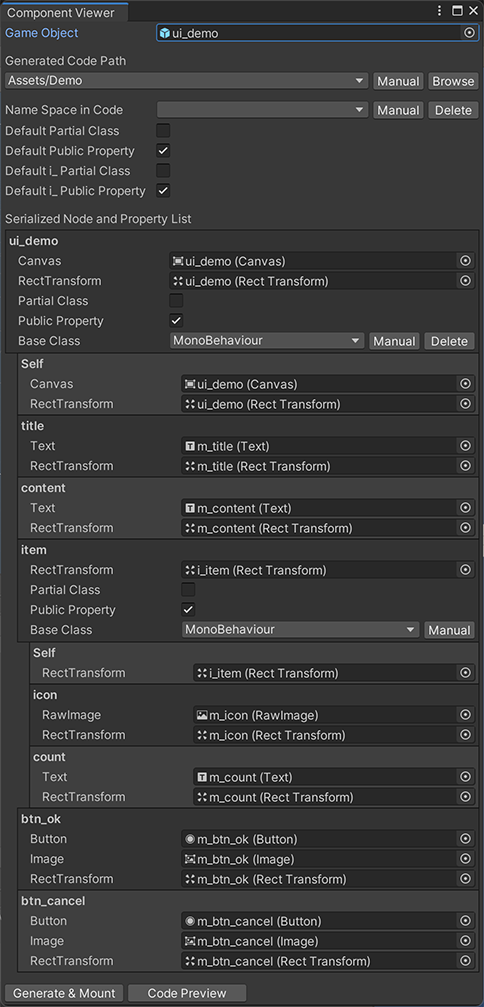 Component Viewer
Game Object ui_demo
Generated Code Path
Assets/Demo Manual Browse
Name Space in Code Manual Delete
Default Partial Class
Default Public Property
Default i_ Partial Class
Default i_ Public Property
Serialized Node and Property List
ui_demo
Canvas ui_demo (Canvas)
RectTransform ui_demo (Rect Transform)
Partial Class
Public Property
Base Class MonoBehaviour Manual Delete
Self
Canvas ui_demo (Canvas)
RectTransform ui_demo (Rect Transform)
title
Text m_title (Text)
RectTransform m_title (Rect Transform)
content
Text m_content (Text)
RectTransform m_content (Rect Transform)
item
RectTransform i_item (Rect Transform)
Partial Class
Public Property
Base Class MonoBehaviour Manual
Self
RectTransform i_item (Rect Transform)
icon
RawImage m_icon (RawImage)
RectTransform m_icon (Rect Transform)
count
Text m_count (Text)
RectTransform m_count (Rect Transform)
btn_ok
Button m_btn_ok (Button)
Image m_btn_ok (Image)
RectTransform m_btn_ok (Rect Transform)
btn_cancel
Button m_btn_cancel (Button)
Image m_btn_cancel (Image)
RectTransform m_btn_cancel (Rect Transform)
Generate & Mount Code Preview